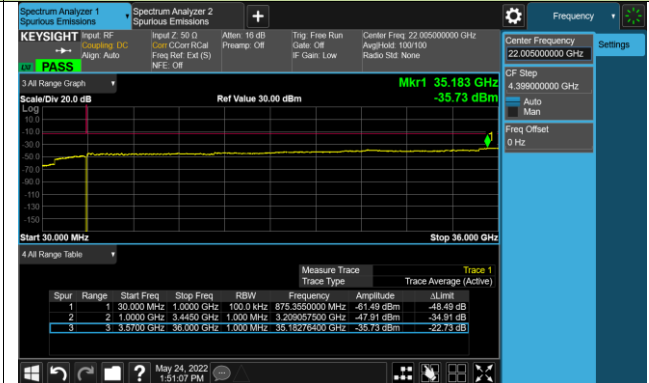 Spectrum Analyzer 1
Spurious Emissions
Spectrum Analyzer 2
Spurious Emissions
Frequency
KEYSIGHT
Input: RF
Coupling: DC
Align: Auto
Input Z: 50 Ω
Corr CCorr RCal
Freq Ref: Ext (S)
NFE: Off
Atten: 16 dB
Preamp: Off
Trig: Free Run
Gate: Off
IF Gain: Low
Center Freq: 22.005000000 GHz
Avg|Hold: 100/100
Radio Std: None
PASS
Center Frequency
22.005000000 GHz
Settings
CF Step
4.399000000 GHz
Auto
Man
Freq Offset
0 Hz
3 All Range Graph
Mkr1 35.183 GHz
Scale/Div 20.0 dB
Ref Value 30.00 dBm
-35.73 dBm
Log
10.0
-10.0
-30.0
-50.0
-70.0
-90.0
-110
-130
-150
1
Start 30.000 MHz
Stop 36.000 GHz
4 All Range Table
Measure Trace Trace 1
Trace Type Trace Average (Active)
Spur Range Start Freq Stop Freq RBW Frequency Amplitude ΔLimit
1 1 30.000 MHz 1.0000 GHz 100.0 kHz 875.3550000 MHz -61.49 dBm -48.49 dB
2 2 1.0000 GHz 3.4450 GHz 1.000 MHz 3.209057500 GHz -47.91 dBm -34.91 dB
3 3 3.5700 GHz 36.000 GHz 1.000 MHz 35.18276400 GHz -35.73 dBm -22.73 dB
May 24, 2022
1:51:07 PM